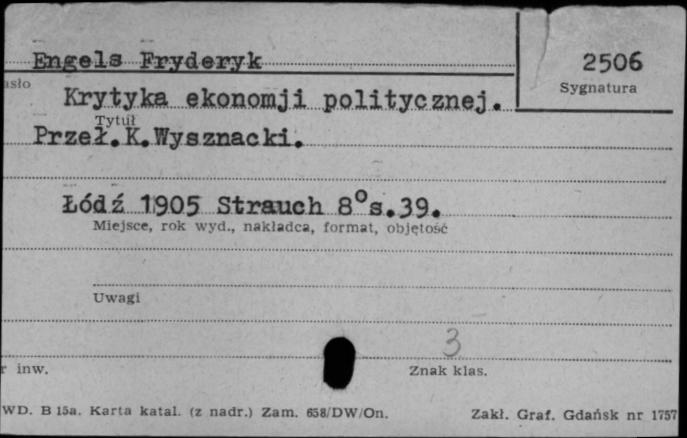 Engels Fryderyk
2506
asło
Sygnatura
Krytyka ekonomji politycznej.
Tytuł
Przeł.K.Wysznacki.
Łódź 1905 Strauch 8°s.39.
Miejsce, rok wyd., nakładca, format, objętość
Uwagi
3
r inw.
Znak klas.
WD. B 15a. Karta katal. (z nadr.) Zam. 658/DW/On.
Zakł. Graf. Gdańsk nr 1757